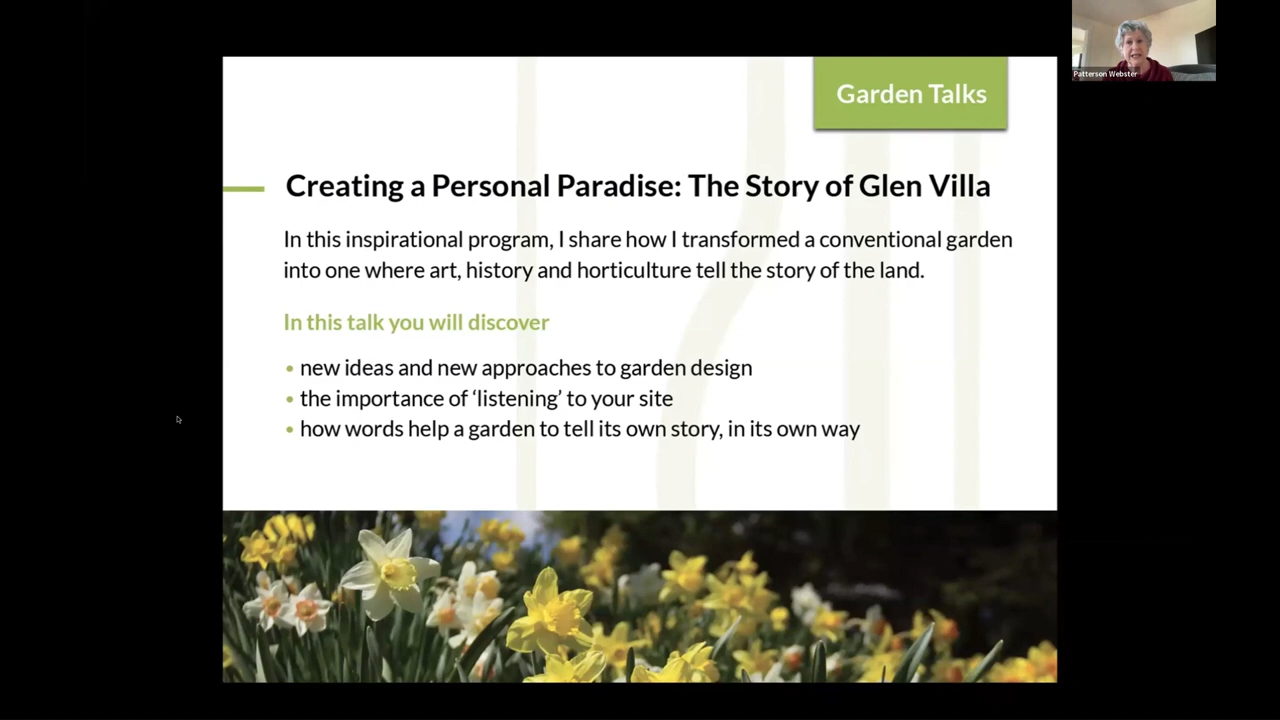 Patterson Webster
Garden Talks
Creating a Personal Paradise: The Story of Glen Villa
In this inspirational program, I share how I transformed a conventional garden
into one where art, history and horticulture tell the story of the land.
In this talk you will discover
• new ideas and new approaches to garden design
• the importance of ‘listening’ to your site
• how words help a garden to tell its own story, in its own way